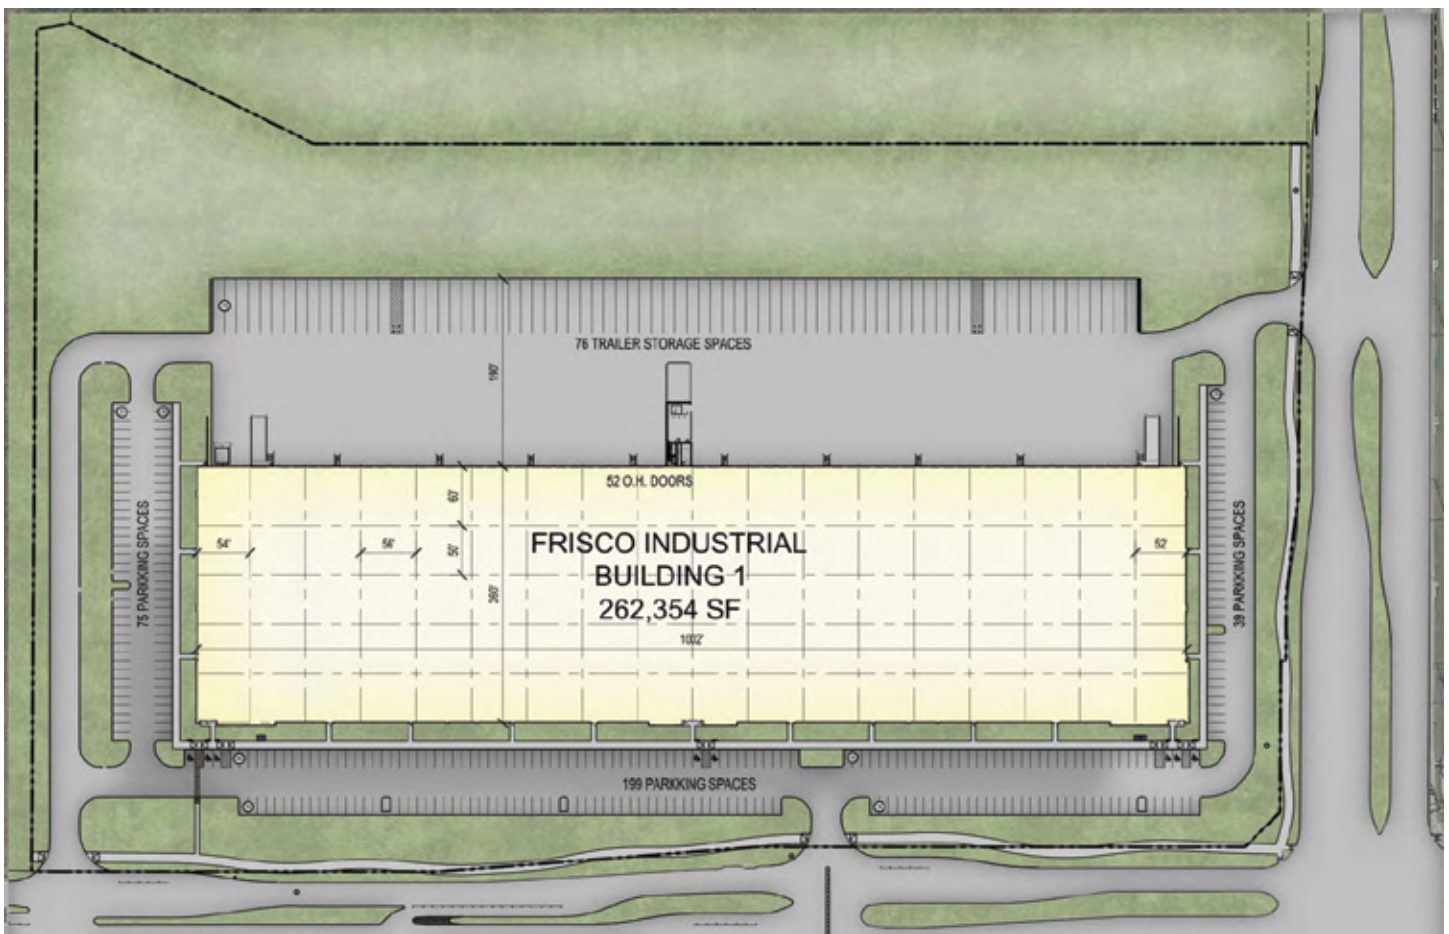 76 TRAILER STORAGE SPACES
190'
52 O.H. DOORS
60'
54'
56'
50'
52'
FRISCO INDUSTRIAL
BUILDING 1
262,354 SF
260'
1002'
75 PARKKING SPACES
39 PARKKING SPACES
199 PARKKING SPACES